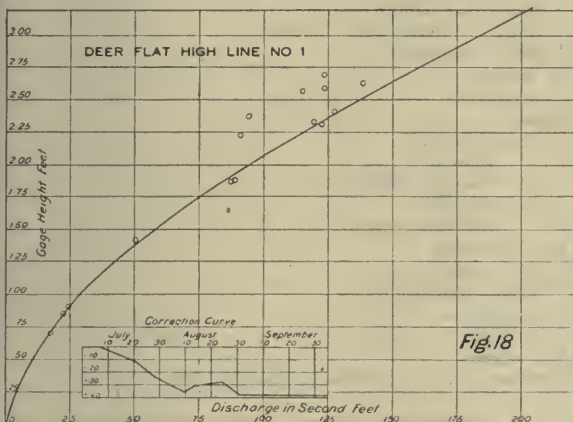 DEER FLAT HIGH LINE NO 1
3 00
2 75
2 50
2 25
2 00
1 75
1 50
1 25
1 00
75
50
25
Gage Height Feet
Correction Curve
July August September
10 20 30 10 20 30 10 20 30
-.10
-.20
-.30
-.40
Fig.18
Discharge in Second Feet
0 25 50 75 100 125 150 175 200